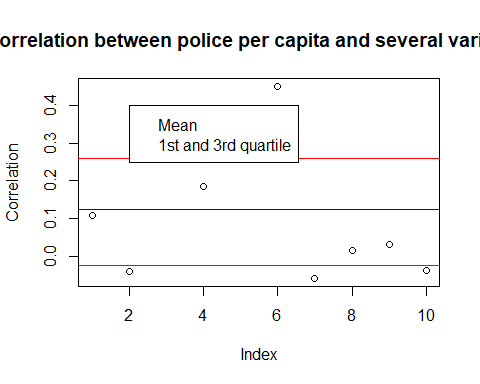 orrelation between police per capita and several vari
Correlation
0.0 0.1 0.2 0.3 0.4
Mean
1st and 3rd quartile
2 4 6 8 10
Index